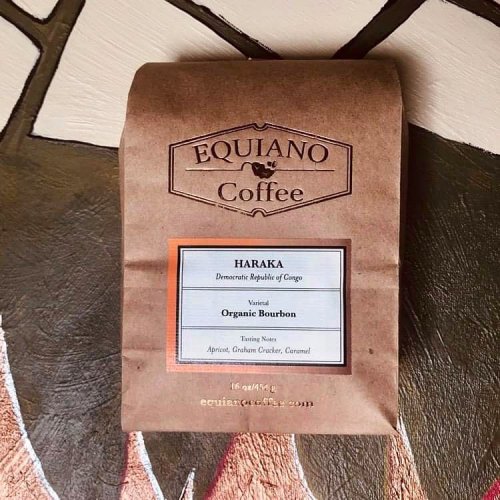 EQUIANO
Coffee
HARAKA
Democratic Republic of Congo
Varietal
Organic Bourbon
Tasting Notes
Apricot, Graham Cracker, Caramel
16 oz/454 g
equianocoffee.com